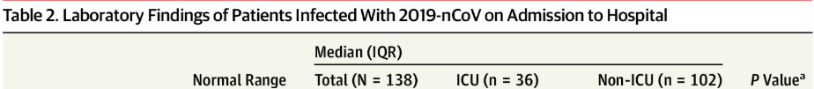 Table 2. Laboratory Findings of Patients Infected With 2019-nCoV on Admission to Hospital
Median (IQR)
Normal Range Total (N = 138) ICU (n = 36) Non-ICU (n = 102) P Valueᵃ